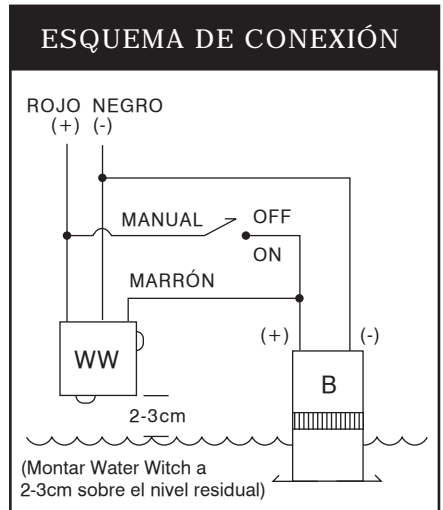 ESQUEMA DE CONEXIÓN
ROJO NEGRO
(+) (-)
MANUAL OFF
ON
MARRÓN
(+) (-)
WW
B
2-3cm
(Montar Water Witch a
2-3cm sobre el nivel residual)